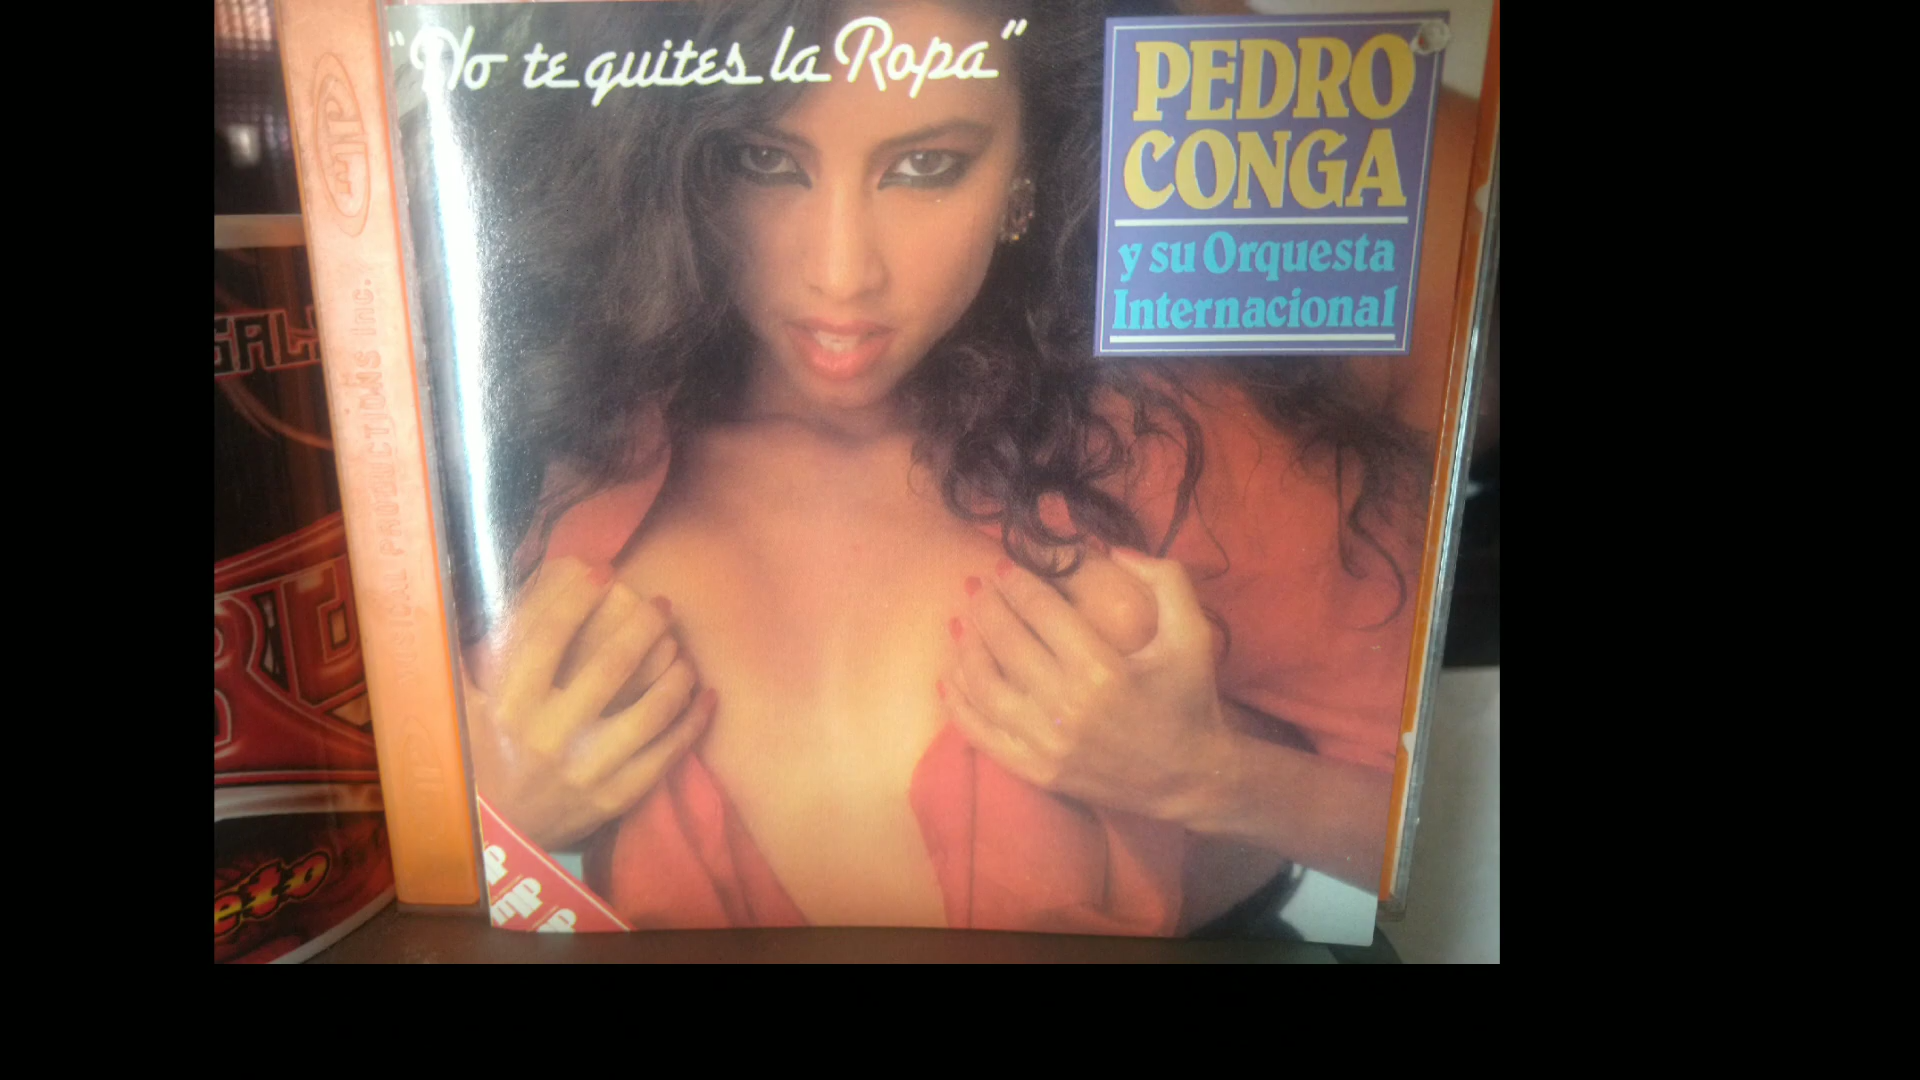 "No te quites la Ropa"
PEDRO
CONGA
y su Orquesta
Internacional
MUSICAL PRODUCTIONS Inc.